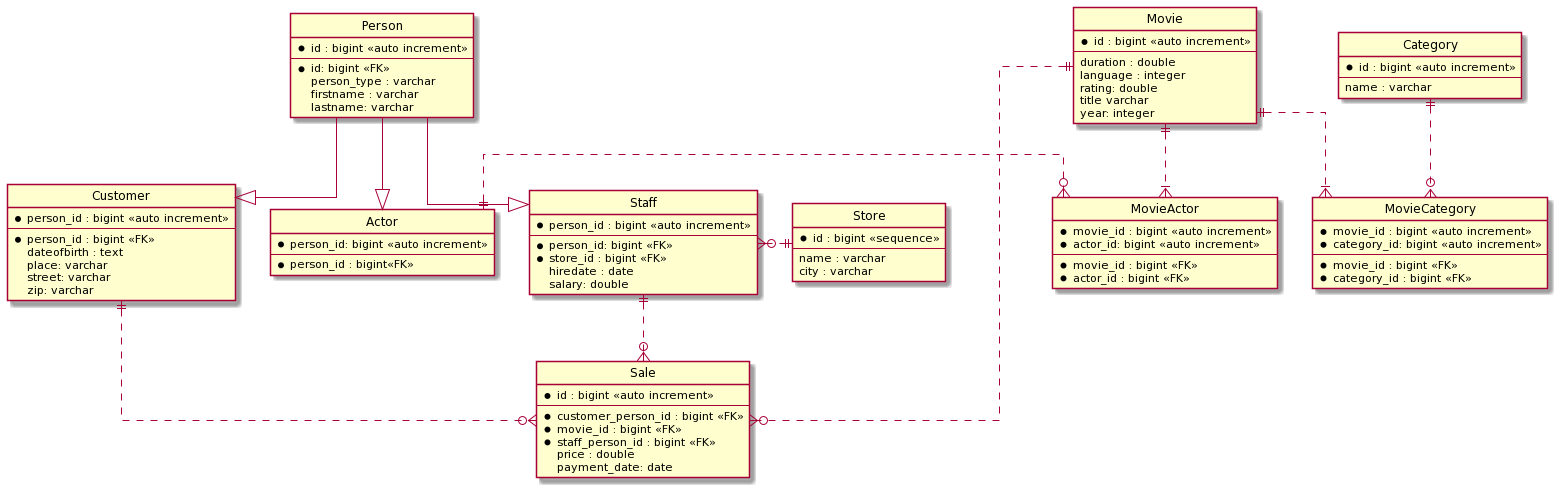 Person
id : bigint «auto increment»
id: bigint «FK»
person_type : varchar
firstname : varchar
lastname: varchar
Movie
id : bigint «auto increment»
duration : double
language : integer
rating: double
title varchar
year: integer
Category
id : bigint «auto increment»
name : varchar
Customer
person_id : bigint «auto increment»
person_id : bigint «FK»
dateofbirth : text
place: varchar
street: varchar
zip: varchar
Actor
person_id: bigint «auto increment»
person_id : bigint«FK»
Staff
person_id : bigint «auto increment»
person_id: bigint «FK»
store_id : bigint «FK»
hiredate : date
salary: double
Store
id : bigint «sequence»
name : varchar
city : varchar
MovieActor
movie_id : bigint «auto increment»
actor_id: bigint «auto increment»
movie_id : bigint «FK»
actor_id : bigint «FK»
MovieCategory
movie_id : bigint «auto increment»
category_id: bigint «auto increment»
movie_id : bigint «FK»
category_id : bigint «FK»
Sale
id : bigint «auto increment»
customer_person_id : bigint «FK»
movie_id : bigint «FK»
staff_person_id : bigint «FK»
price : double
payment_date: date